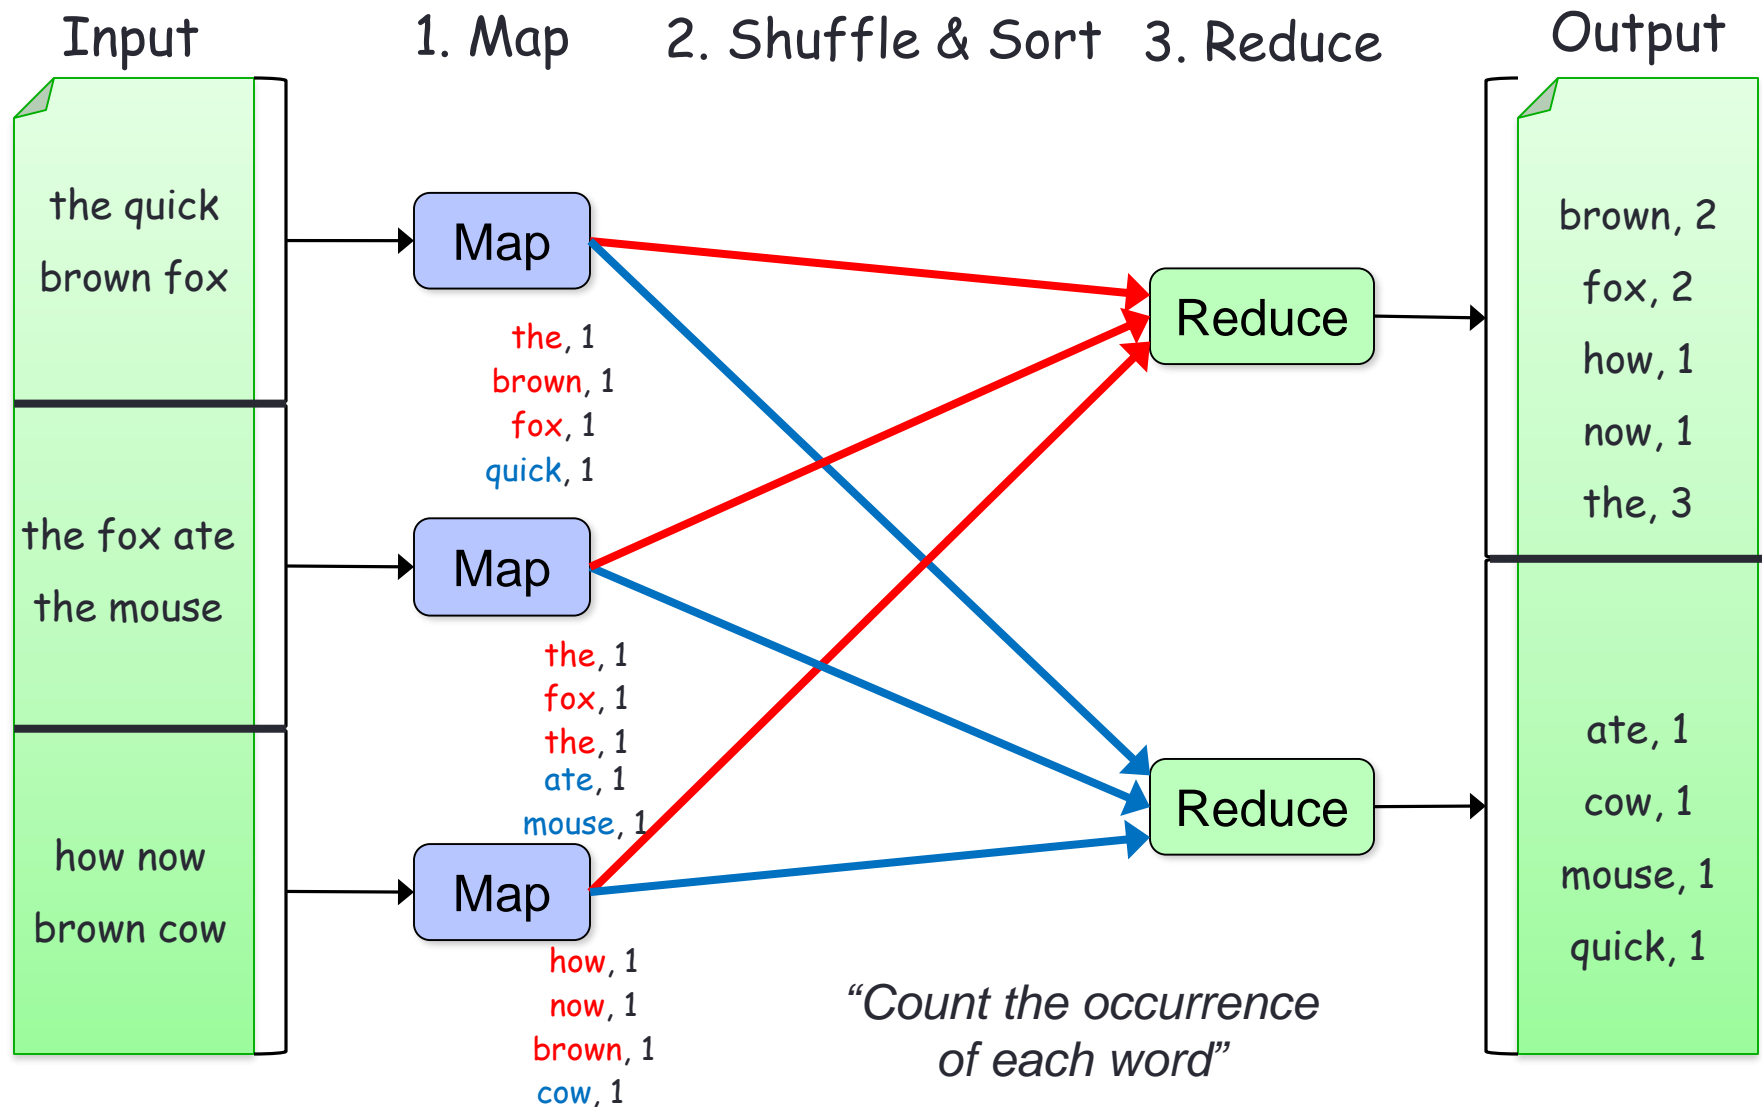 Input
1. Map
2. Shuffle & Sort
3. Reduce
Output
the quick
brown fox
the fox ate
the mouse
how now
brown cow
Map
the, 1
brown, 1
fox, 1
quick, 1
Map
the, 1
fox, 1
the, 1
ate, 1
mouse, 1
Map
how, 1
now, 1
brown, 1
cow, 1
Reduce
Reduce
“Count the occurrence
of each word”
brown, 2
fox, 2
how, 1
now, 1
the, 3
ate, 1
cow, 1
mouse, 1
quick, 1